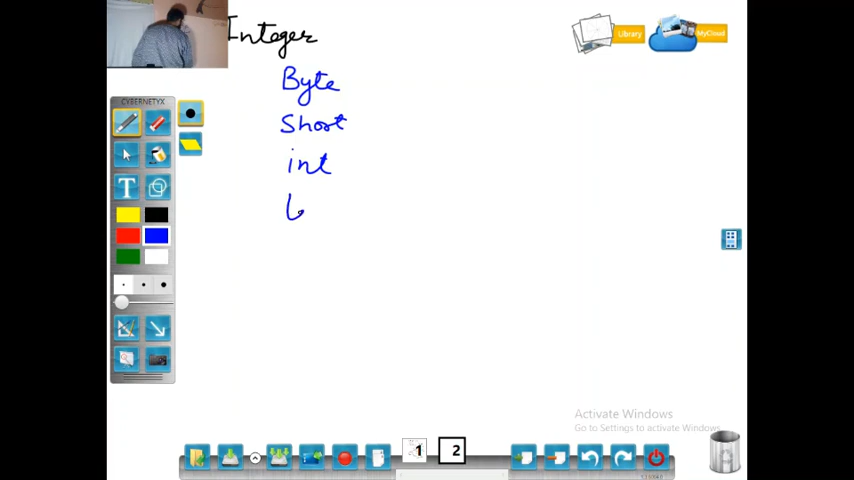 Integer
Library
MyCloud
Byte
CYBERNETYX
Short
int
T
Activate Windows
Go to Settings to activate Windows.
1
2